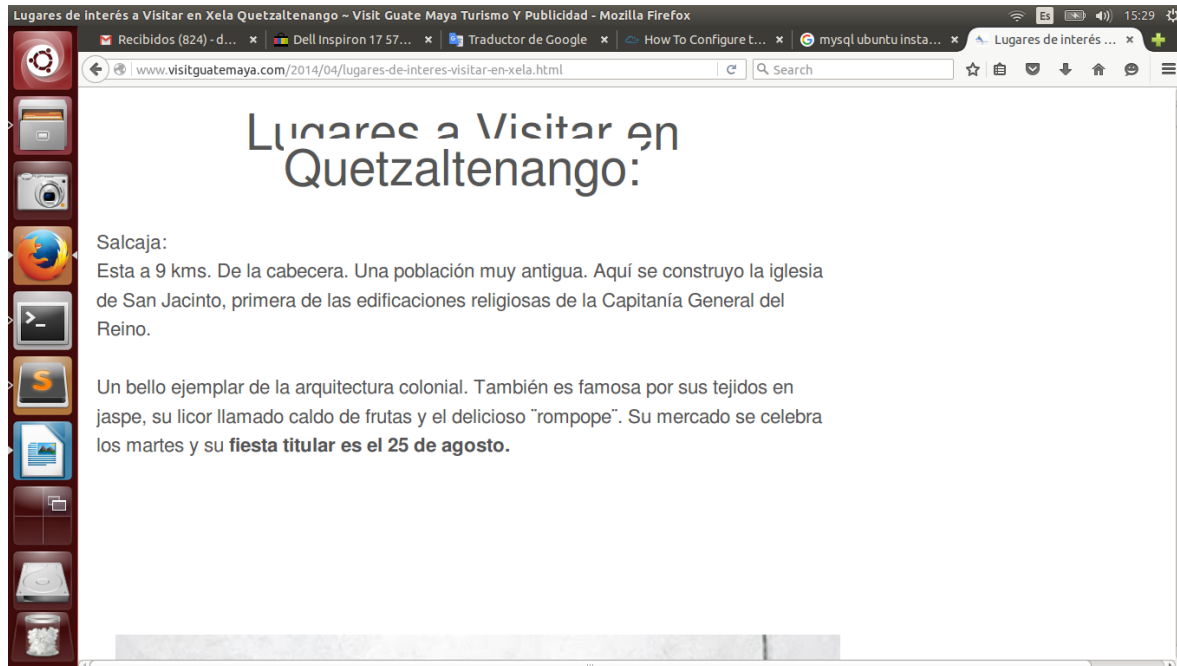 Lugares de interés a Visitar en Xela Quetzaltenango ~ Visit Guate Maya Turismo Y Publicidad - Mozilla Firefox
Es 15:29
Recibidos (824) - d... Dell Inspiron 17 57... Traductor de Google How To Configure t... mysql ubuntu insta... Lugares de interés ...
www.visitguatemaya.com/2014/04/lugares-de-interes-visitar-en-xela.html Search
Lugares a Visitar en
Quetzaltenango:
Salcaja:
Esta a 9 kms. De la cabecera. Una población muy antigua. Aquí se construyo la iglesia
de San Jacinto, primera de las edificaciones religiosas de la Capitanía General del
Reino.
Un bello ejemplar de la arquitectura colonial. También es famosa por sus tejidos en
jaspe, su licor llamado caldo de frutas y el delicioso ¨rompope¨. Su mercado se celebra
los martes y su fiesta titular es el 25 de agosto.